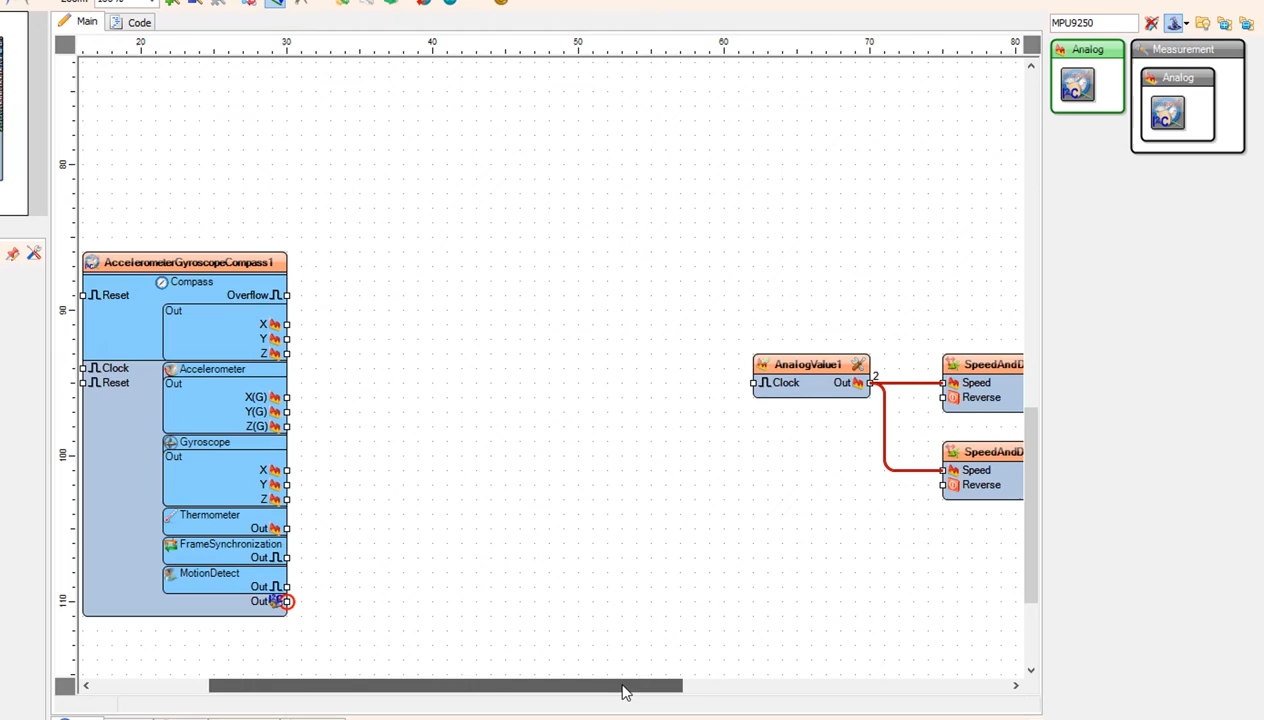 Main
Code
MPU9250
20 30 40 50 60 70 80
Analog
Measurement
Analog
80
90
100
110
AccelerometerGyroscopeCompass1
Compass
Reset
Overflow
Out
X
Y
Z
Clock
Reset
Accelerometer
Out
X(G)
Y(G)
Z(G)
Gyroscope
Out
X
Y
Z
Thermometer
Out
FrameSynchronization
Out
MotionDetect
Out
Out
AnalogValue1
Clock
Out
2
SpeedAndD
Speed
Reverse
SpeedAndD
Speed
Reverse